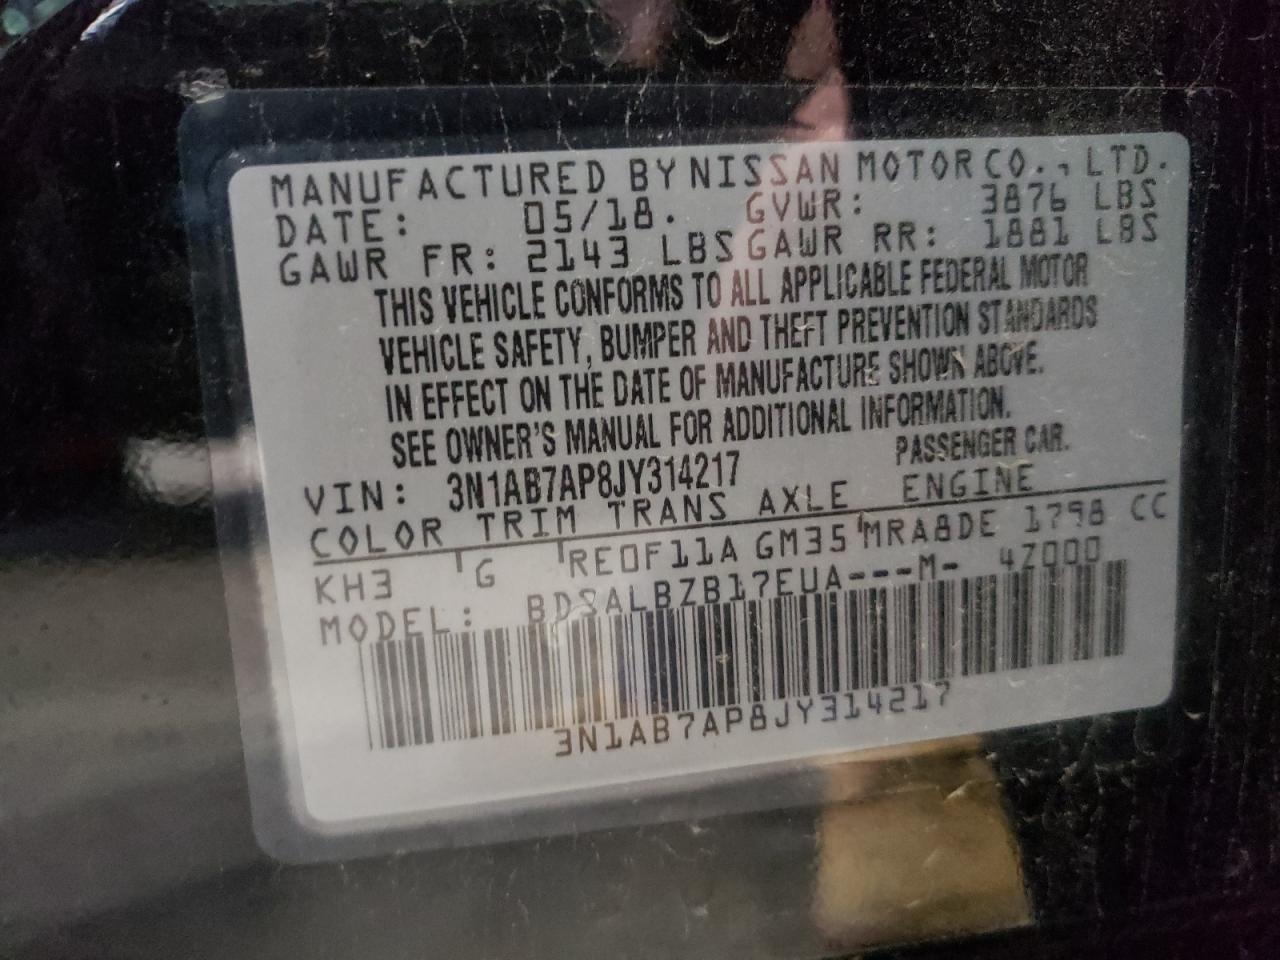 MANUFACTURED BY NISSAN MOTOR CO., LTD.
DATE: 05/18. GVWR: 3876 LBS
GAWR FR: 2143 LBS GAWR RR: 1881 LBS
THIS VEHICLE CONFORMS TO ALL APPLICABLE FEDERAL MOTOR
VEHICLE SAFETY, BUMPER AND THEFT PREVENTION STANDARDS
IN EFFECT ON THE DATE OF MANUFACTURE SHOWN ABOVE.
SEE OWNER'S MANUAL FOR ADDITIONAL INFORMATION.
PASSENGER CAR.
VIN: 3N1AB7AP8JY314217
COLOR TRIM TRANS AXLE ENGINE
KH3 G RE0F11A GM35 MRA8DE 1798 CC
MODEL: BDSALBZB17EUA---M- 4Z000
3N1AB7AP8JY314217